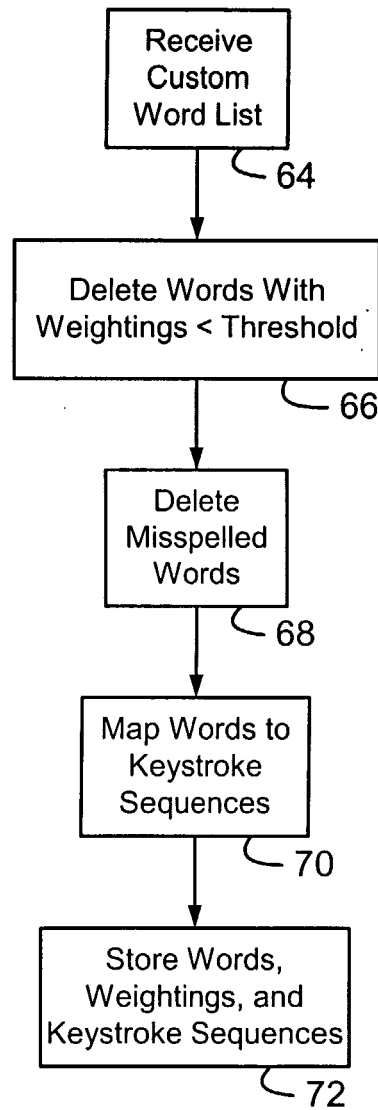 Receive
Custom
Word List
64
Delete Words With
Weightings < Threshold
66
Delete
Misspelled
Words
68
Map Words to
Keystroke
Sequences
70
Store Words,
Weightings, and
Keystroke Sequences
72